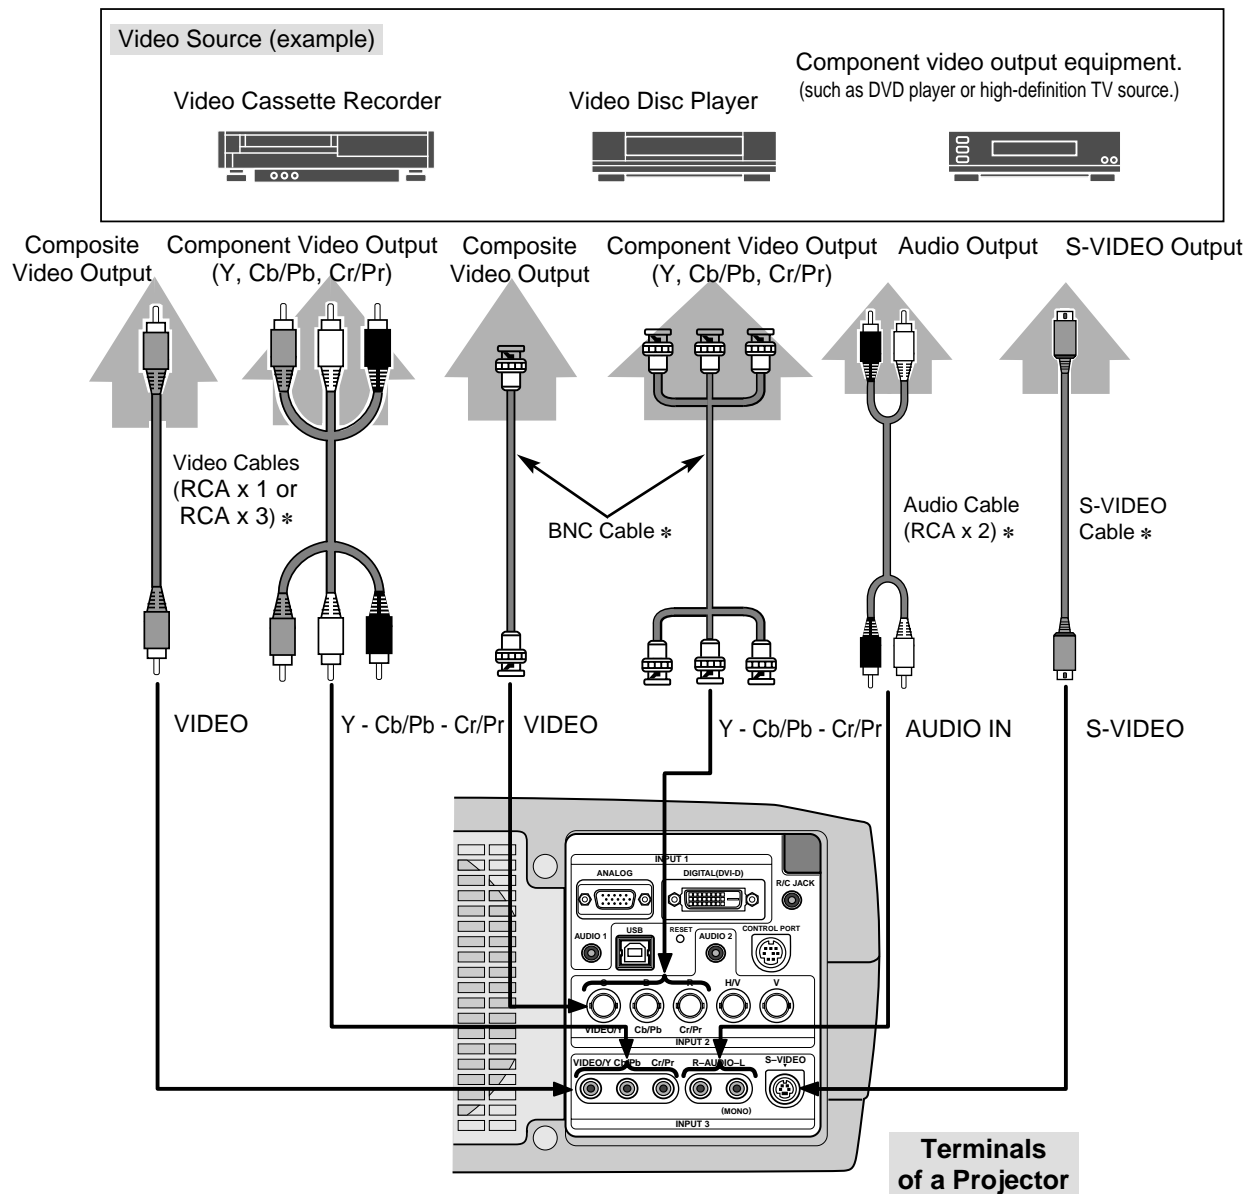 Video Source (example)
Video Cassette Recorder
Video Disc Player
Component video output equipment.
(such as DVD player or high-definition TV source.)
Composite
Video Output
Component Video Output
(Y, Cb/Pb, Cr/Pr)
Composite
Video Output
Component Video Output
(Y, Cb/Pb, Cr/Pr)
Audio Output
S-VIDEO Output
Video Cables
(RCA x 1 or
RCA x 3) *
BNC Cable *
Audio Cable
(RCA x 2) *
S-VIDEO
Cable *
VIDEO
Y - Cb/Pb - Cr/Pr
VIDEO
Y - Cb/Pb - Cr/Pr
AUDIO IN
S-VIDEO
INPUT 1
ANALOG
DIGITAL(DVI-D)
R/C JACK
AUDIO 1
USB
RESET
AUDIO 2
CONTROL PORT
H/V
V
VIDEO/Y
Cb/Pb
Cr/Pr
INPUT 2
VIDEO/Y
Cb/Pb
Cr/Pr
R–AUDIO–L
S–VIDEO
(MONO)
INPUT 3
Terminals
of a Projector